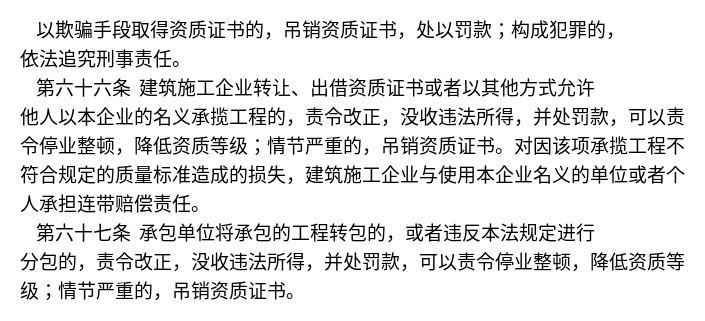 以欺骗手段取得资质证书的，吊销资质证书，处以罚款；构成犯罪的，
依法追究刑事责任。
第六十六条 建筑施工企业转让、出借资质证书或者以其他方式允许
他人以本企业的名义承揽工程的，责令改正，没收违法所得，并处罚款，可以责
令停业整顿，降低资质等级；情节严重的，吊销资质证书。对因该项承揽工程不
符合规定的质量标准造成的损失，建筑施工企业与使用本企业名义的单位或者个
人承担连带赔偿责任。
第六十七条 承包单位将承包的工程转包的，或者违反本法规定进行
分包的，责令改正，没收违法所得，并处罚款，可以责令停业整顿，降低资质等
级；情节严重的，吊销资质证书。